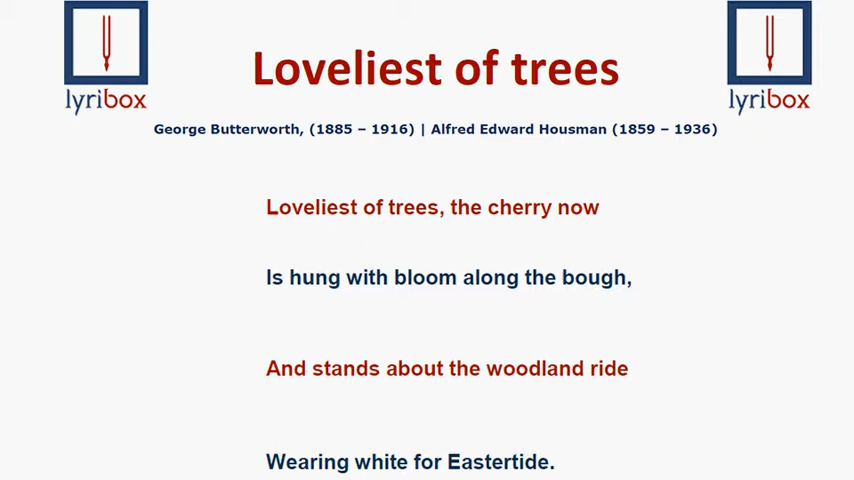 Loveliest of trees
lyribox
lyribox
George Butterworth, (1885 – 1916) | Alfred Edward Housman (1859 – 1936)
Loveliest of trees, the cherry now
Is hung with bloom along the bough,
And stands about the woodland ride
Wearing white for Eastertide.